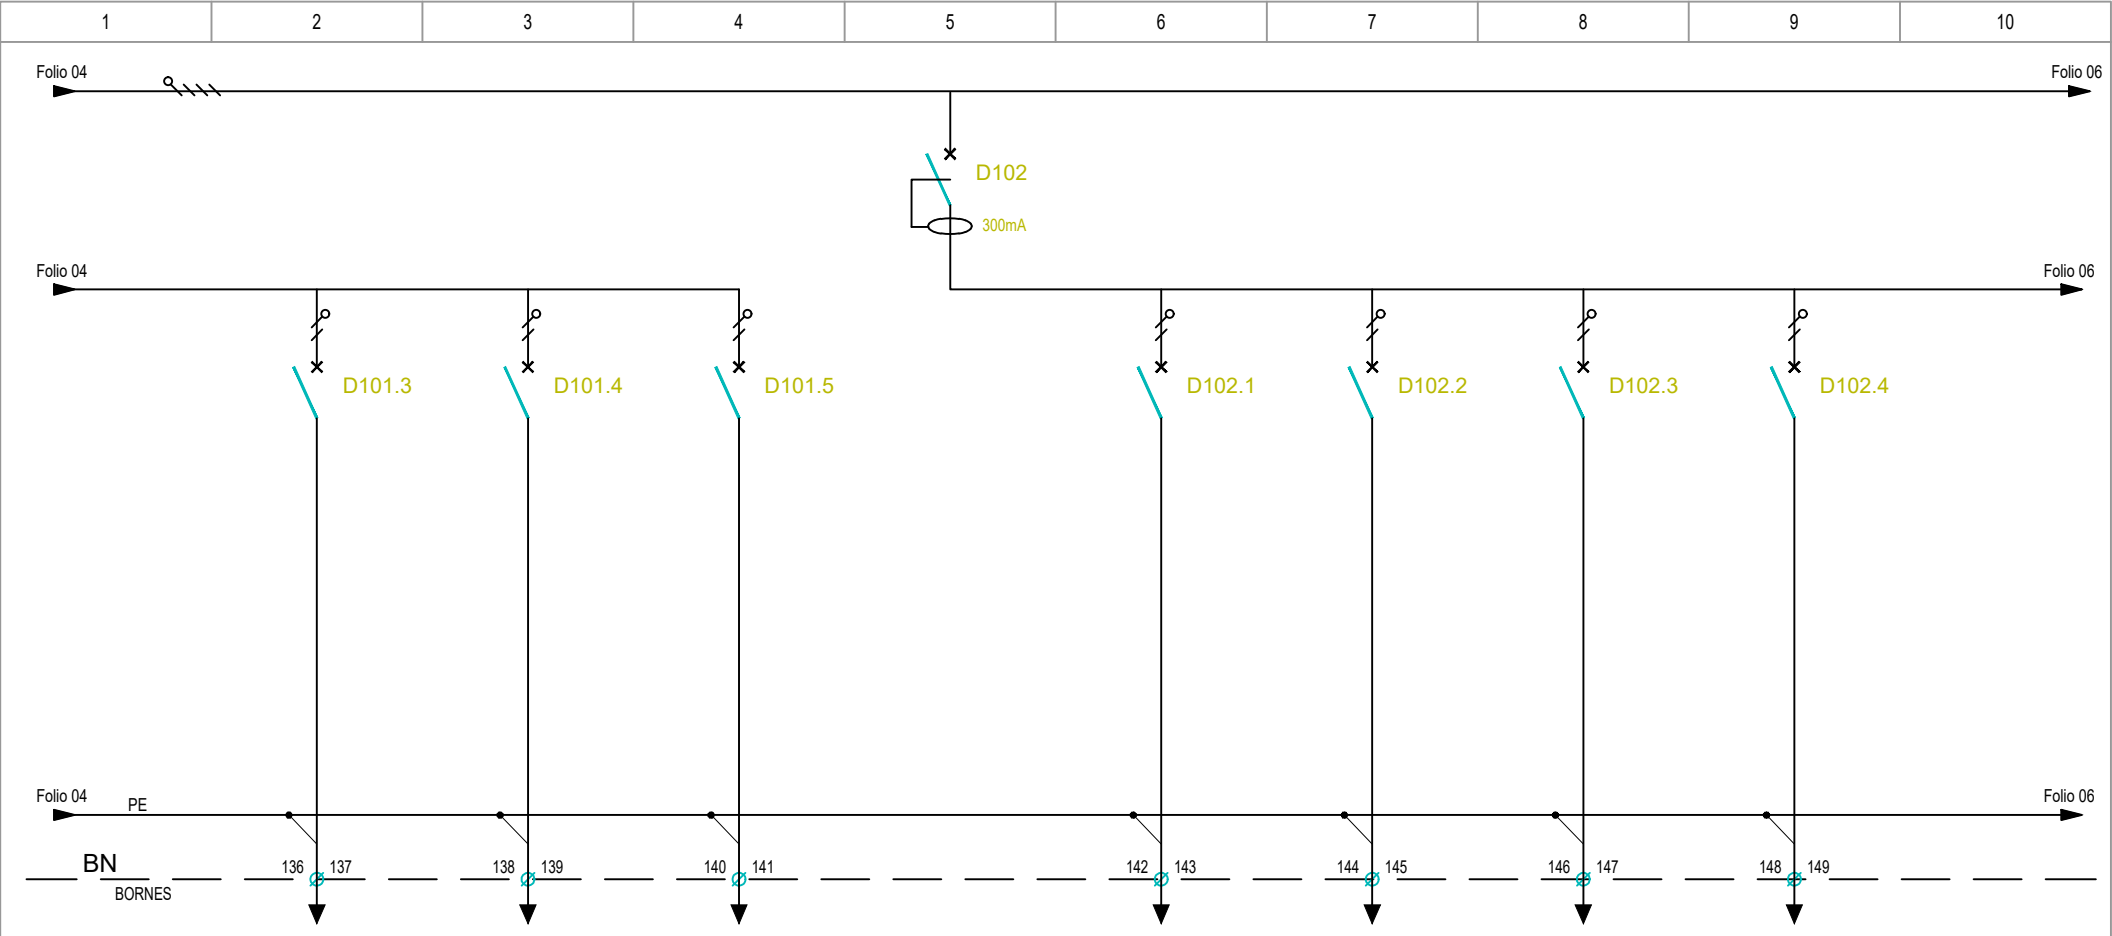 1 2 3 4 5 6 7 8 9 10
Folio 04 Folio 06
D102
300mA
Folio 04 Folio 06
D101.3 D101.4 D101.5 D102.1 D102.2 D102.3 D102.4
Folio 04 PE Folio 06
BN 136 137 138 139 140 141 142 143 144 145 146 147 148 149
BORNES